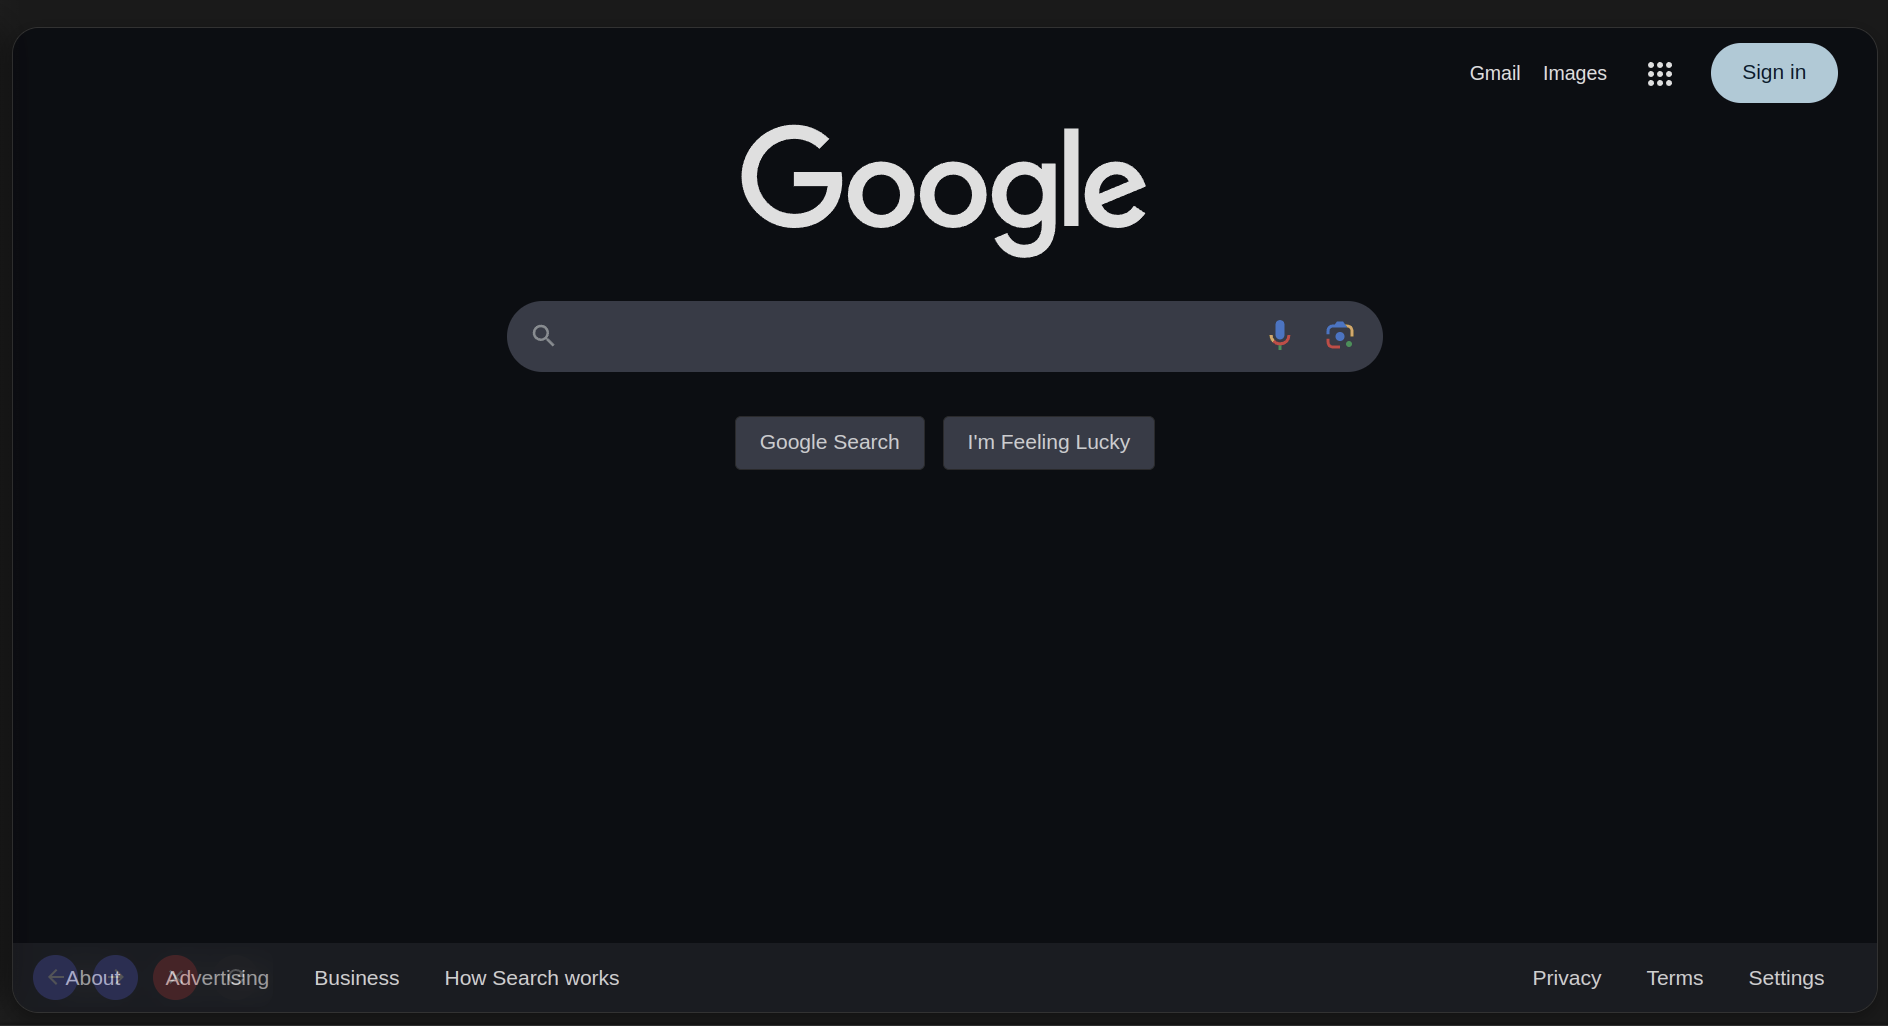 Gmail Images Sign in
Google
Google Search I'm Feeling Lucky
About Advertising Business How Search works Privacy Terms Settings